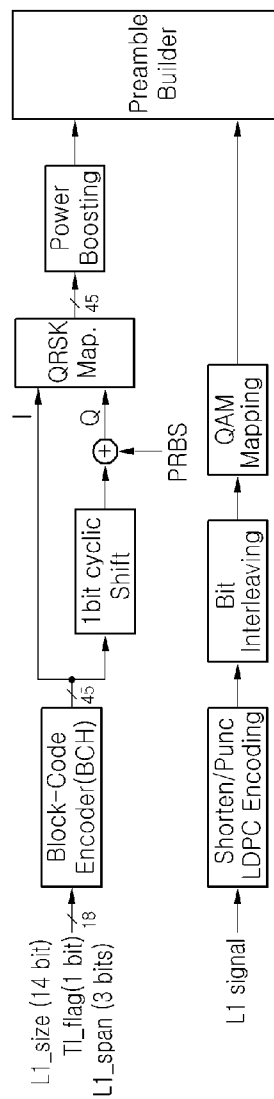 L1_size (14 bit)
TI_flag(1 bit)
L1_span (3 bits)
18
Block-Code
Encoder(BCH)
45
1bit cyclic
Shift
PRBS
I
Q
QRSK
Map.
45
Power
Boosting
Preamble
Builder
L1 signal
Shorten/Punc
LDPC Encoding
Bit
Interleaving
QAM
Mapping